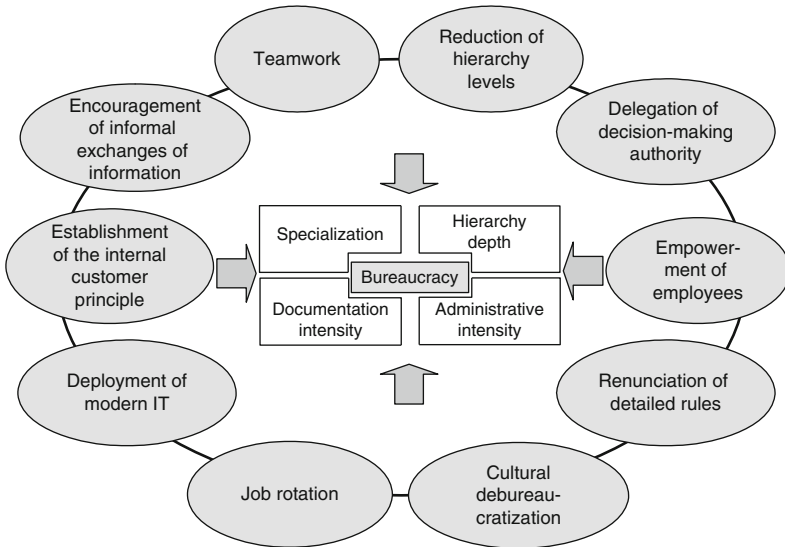 Teamwork
Reduction of
hierarchy
levels
Encouragement
of informal
exchanges of
information
Delegation of
decision-making
authority
Establishment
of the internal
customer
principle
Specialization
Hierarchy
depth
Bureaucracy
Documentation
intensity
Administrative
intensity
Empower-
ment of
employees
Deployment of
modern IT
Renunciation of
detailed rules
Job rotation
Cultural
debureau-
cratization